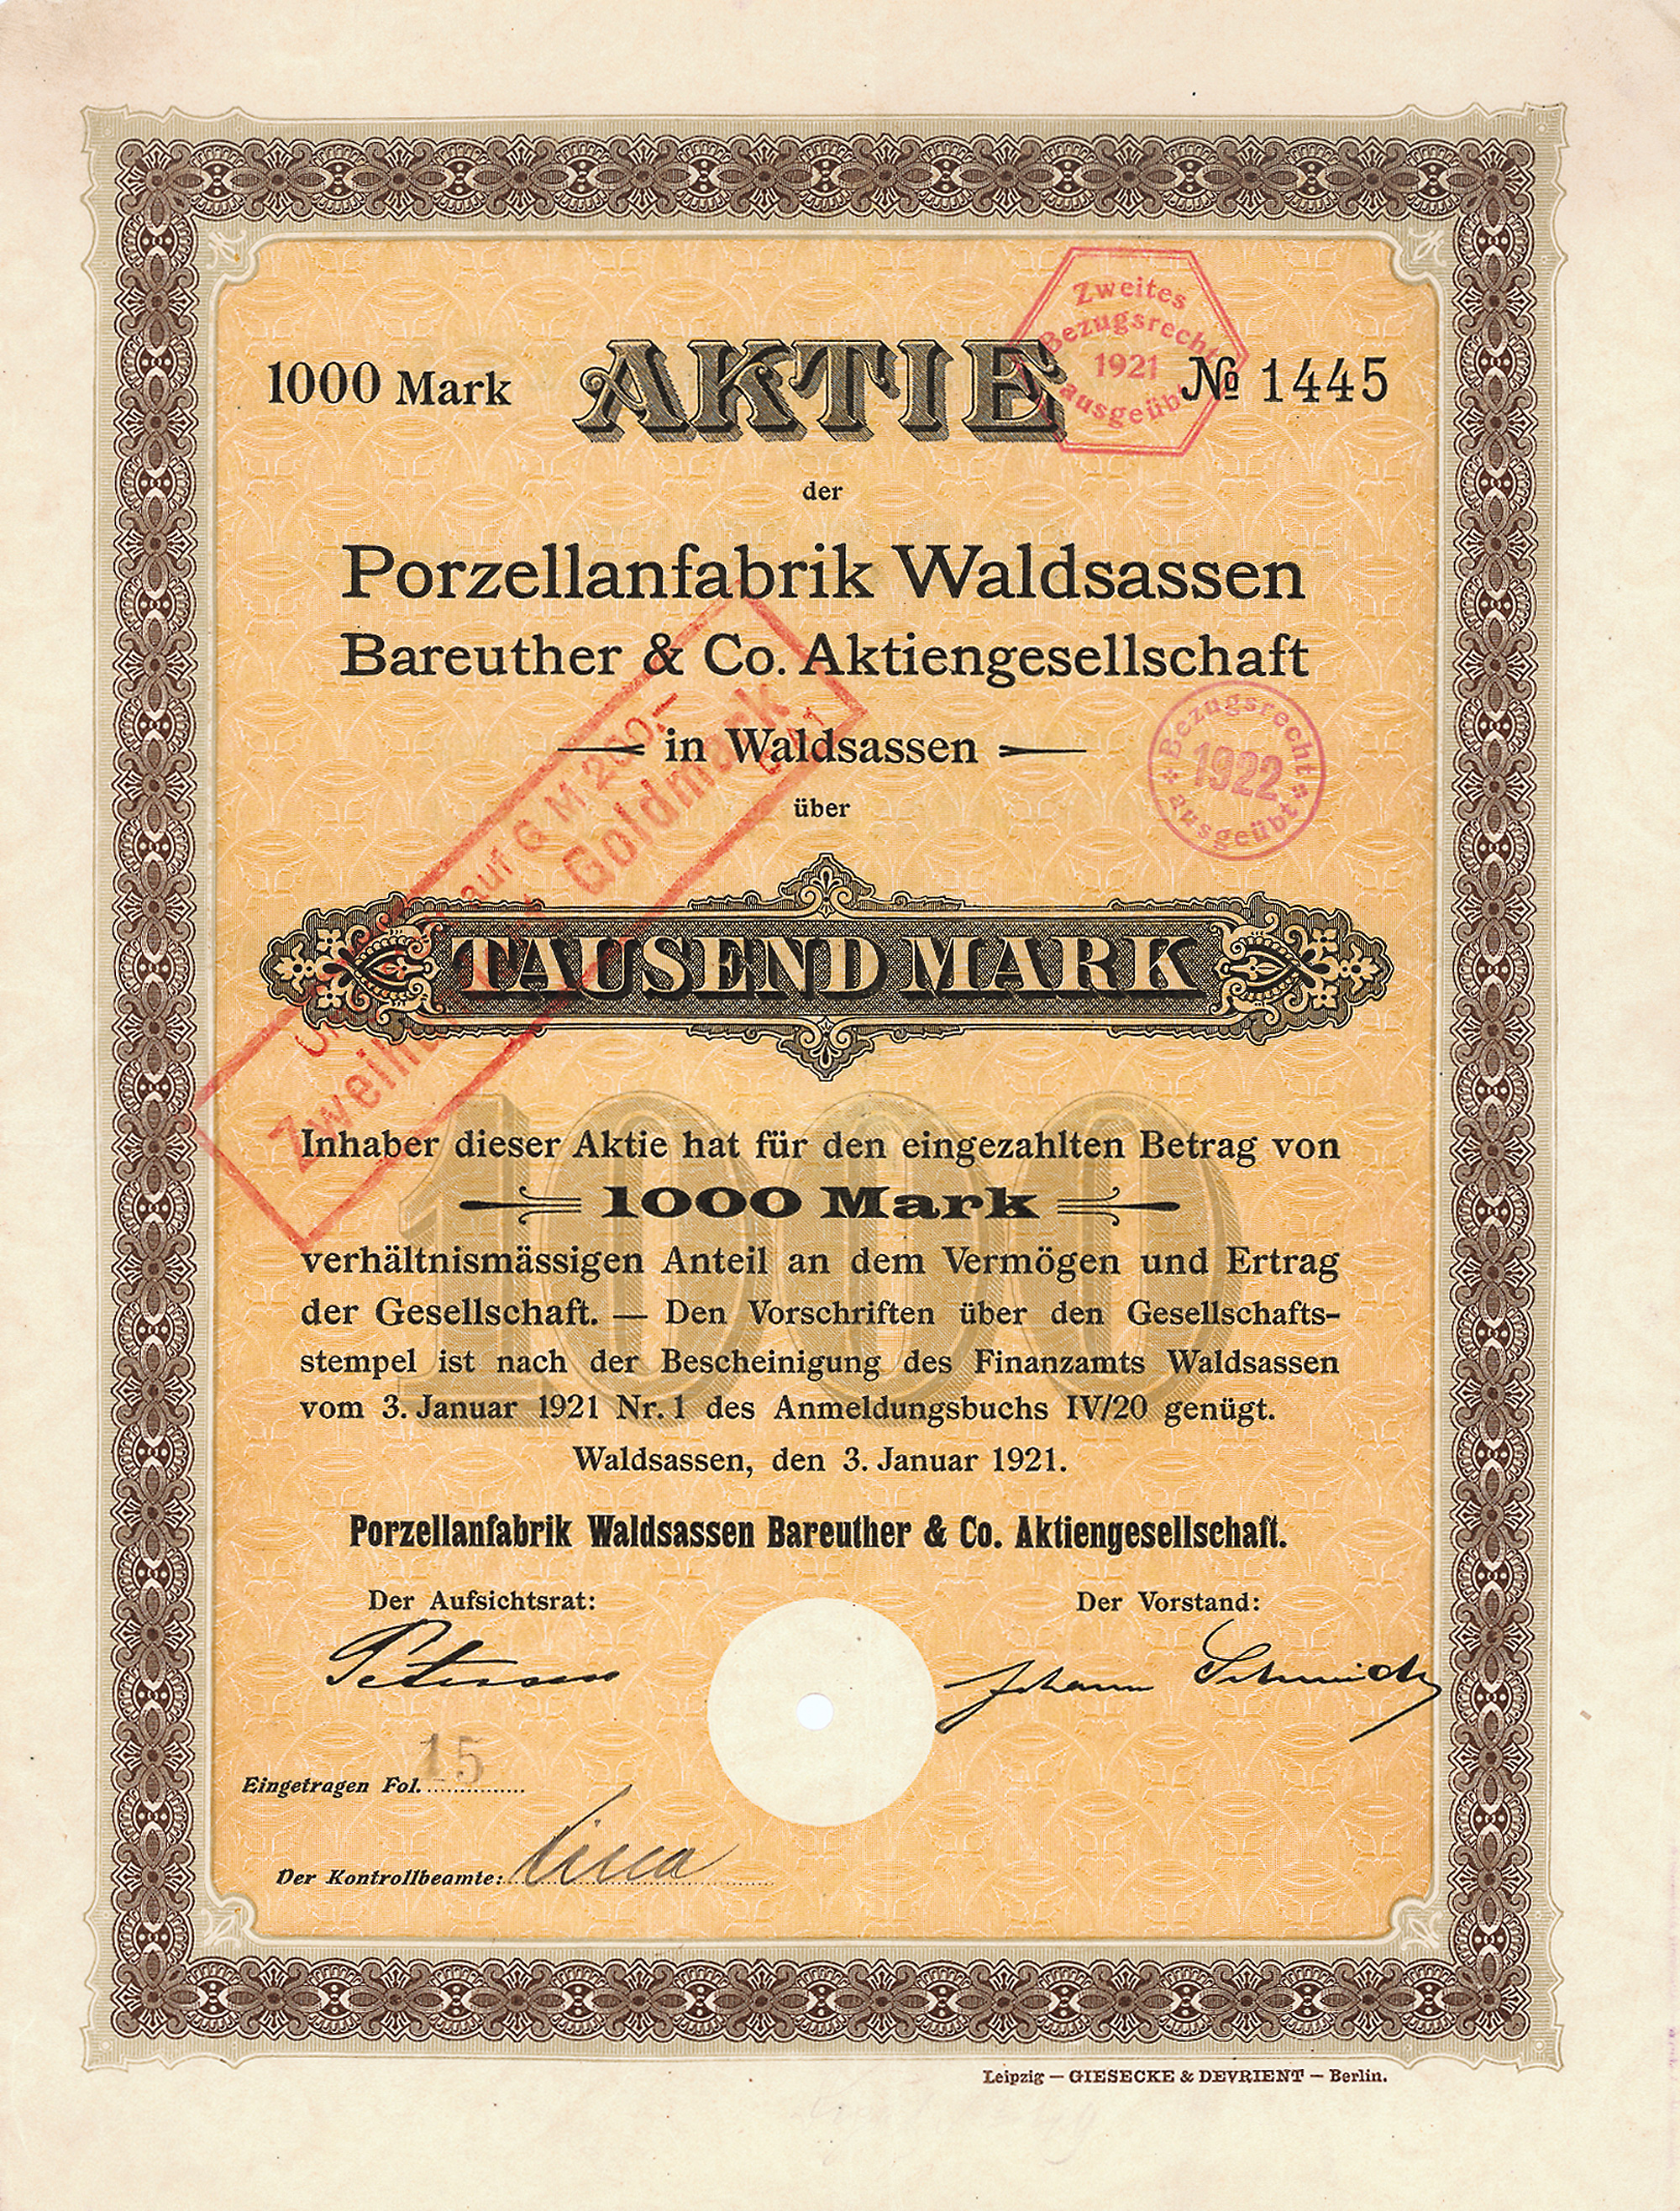 1000 Mark AKTIE № 1445
Zweites
Bezugsrecht
1921
ausgeübt
der
Porzellanfabrik Waldsassen
Bareuther & Co. Aktiengesellschaft
in Waldsassen
über
Bezugsrecht
1922
ausgeübt
auf G M 200.-
Goldmark
TAUSEND MARK
1000
Inhaber dieser Aktie hat für den eingezahlten Betrag von
1000 Mark
verhältnismässigen Anteil an dem Vermögen und Ertrag
der Gesellschaft. — Den Vorschriften über den Gesellschafts-
stempel ist nach der Bescheinigung des Finanzamts Waldsassen
vom 3. Januar 1921 Nr. 1 des Anmeldungsbuchs IV/20 genügt.
Waldsassen, den 3. Januar 1921.
Porzellanfabrik Waldsassen Bareuther & Co. Aktiengesellschaft.
Der Aufsichtsrat: Der Vorstand:
Petersen Johann Schmidt
Eingetragen Fol. 15
Der Kontrollbeamte:
Leipzig — GIESECKE & DEVRIENT — Berlin.